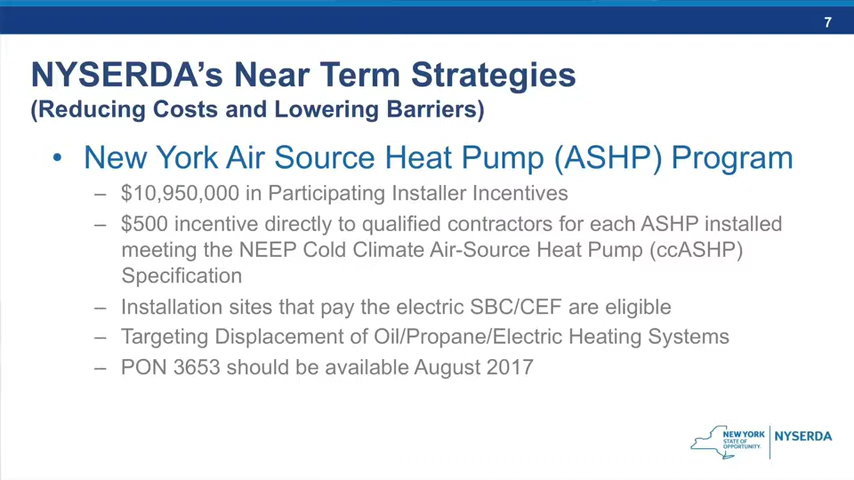 7
NYSERDA's Near Term Strategies
(Reducing Costs and Lowering Barriers)
• New York Air Source Heat Pump (ASHP) Program
– $10,950,000 in Participating Installer Incentives
– $500 incentive directly to qualified contractors for each ASHP installed
meeting the NEEP Cold Climate Air-Source Heat Pump (ccASHP)
Specification
– Installation sites that pay the electric SBC/CEF are eligible
– Targeting Displacement of Oil/Propane/Electric Heating Systems
– PON 3653 should be available August 2017
NEW YORK
STATE OF
OPPORTUNITY.
NYSERDA